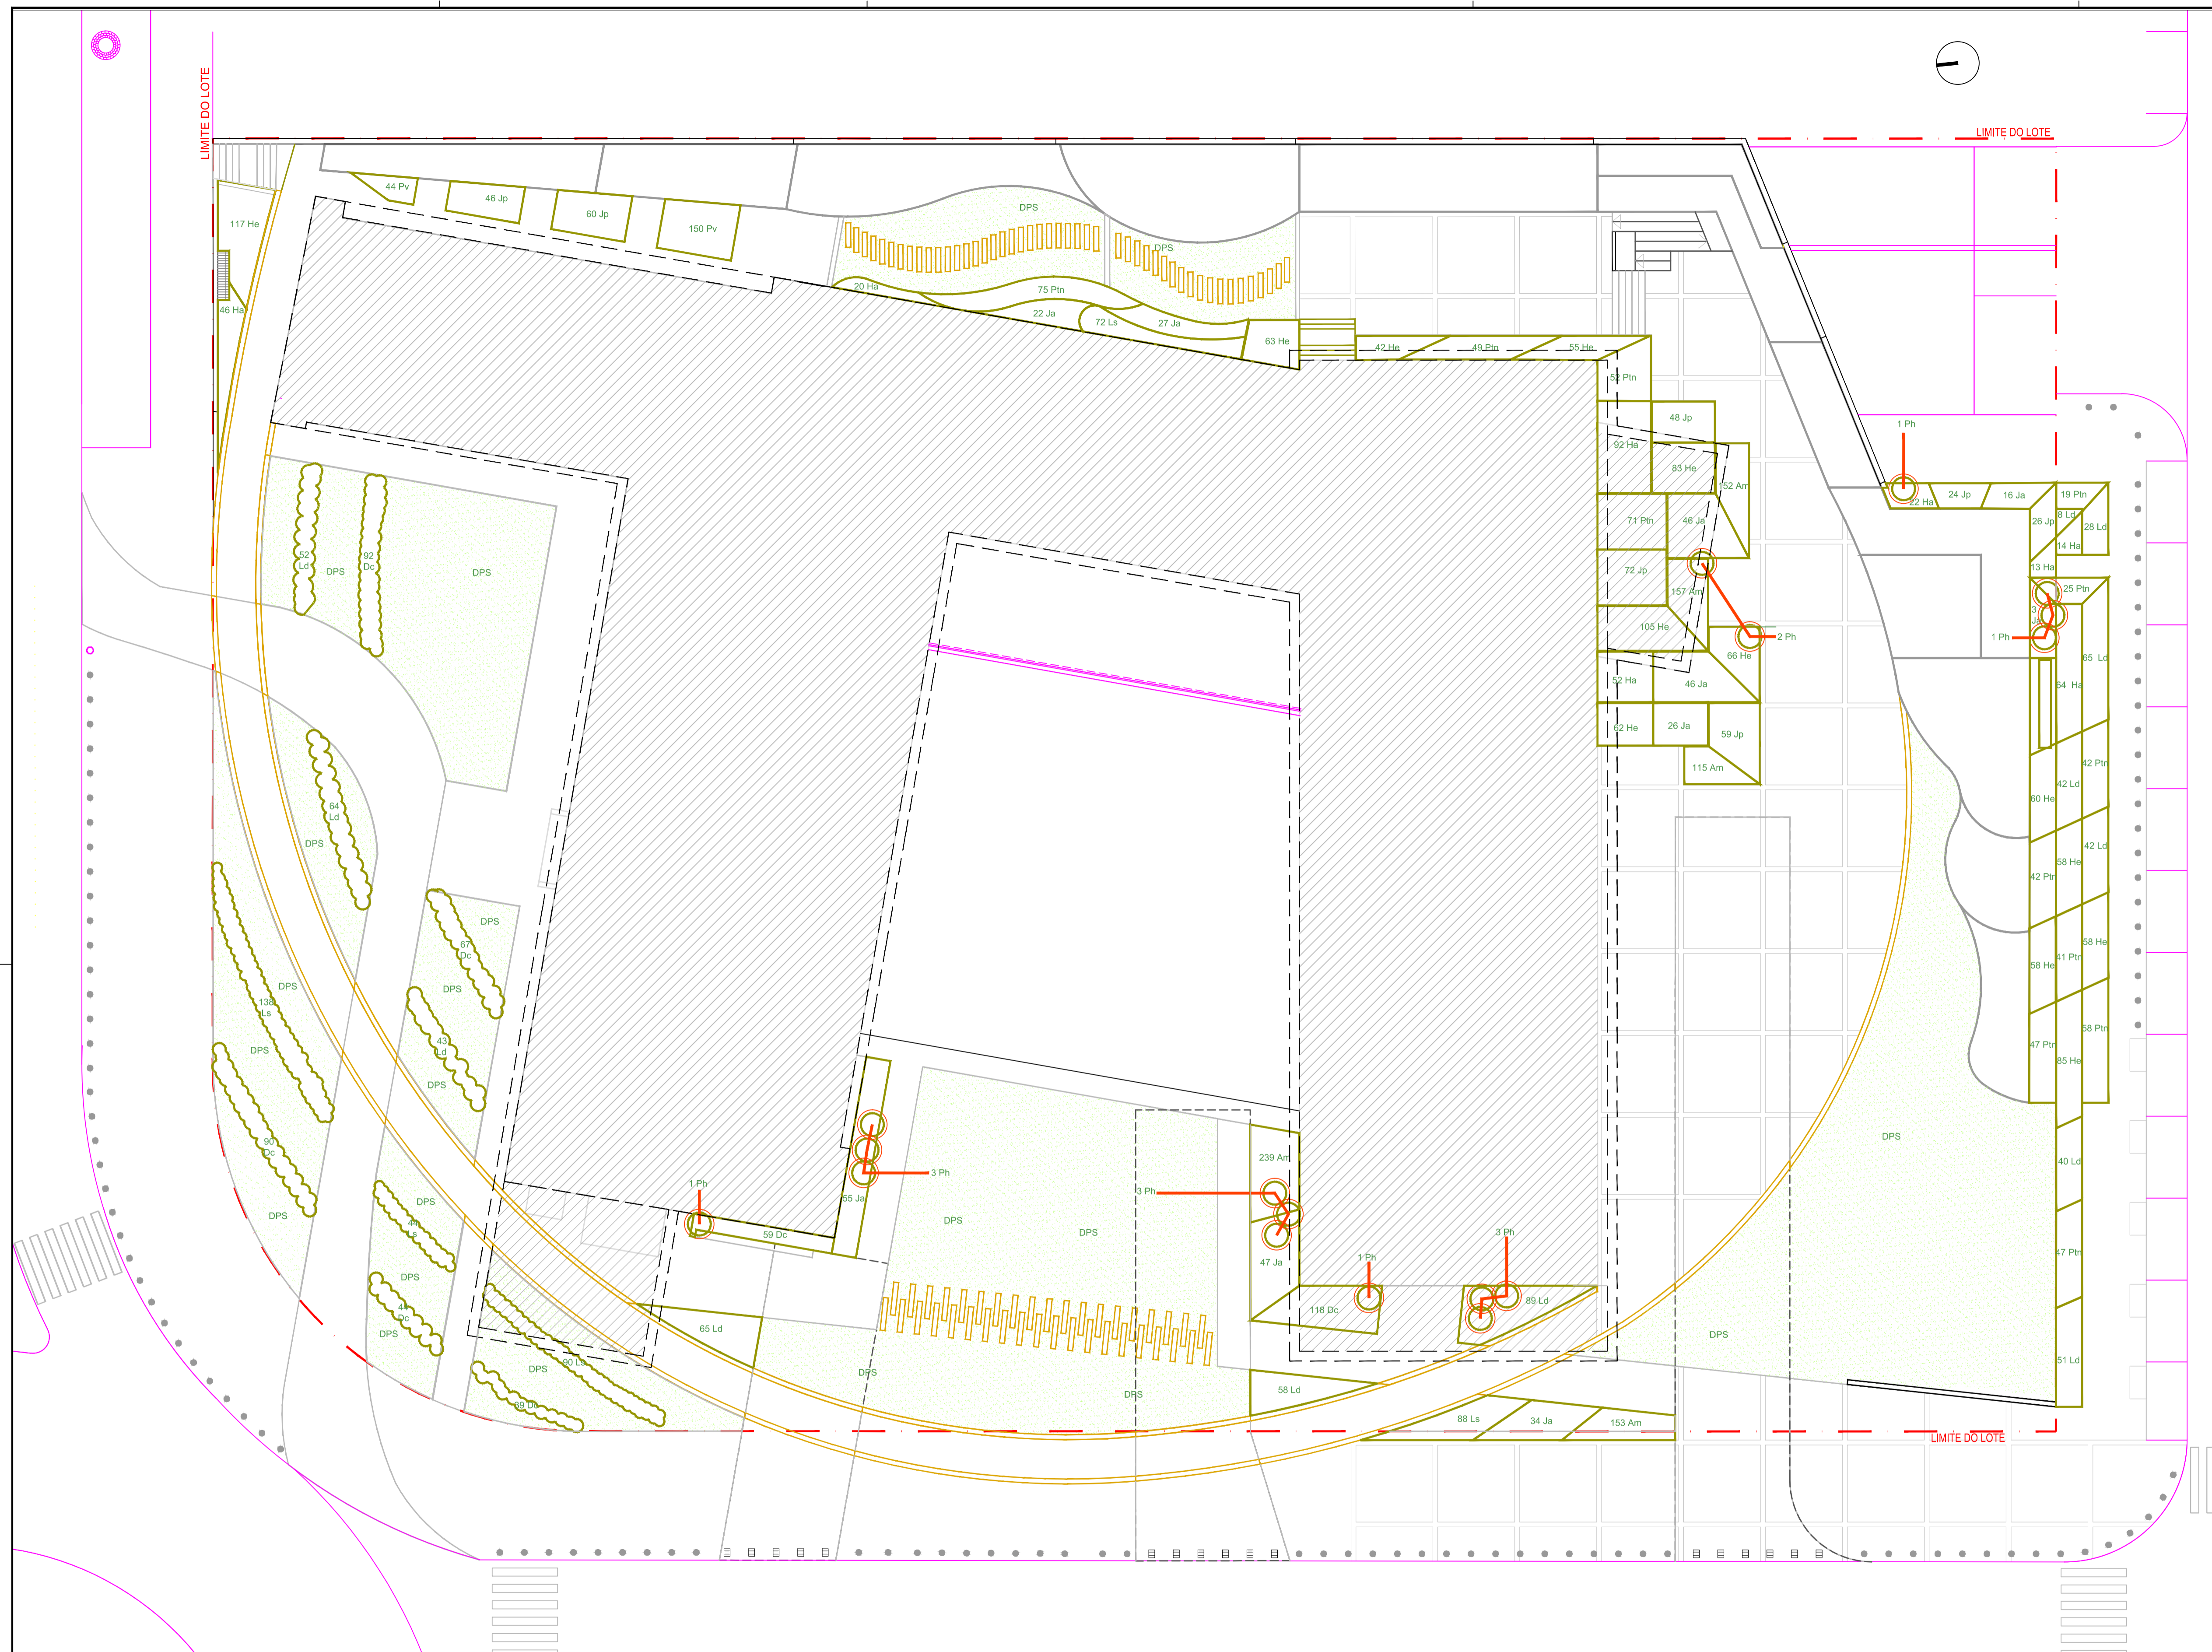 LIMITE DO LOTE
LIMITE DO LOTE
44 Pv
46 Jp
60 Jp
150 Pv
117 He
46 Ha
DPS
DPS
20 Ha
75 Ptn
22 Ja
72 Ls
27 Ja
63 He
42 He
49 Ptn
55 He
52 Ptn
48 Jp
92 Ha
83 He
152 Am
71 Ptn
46 Ja
72 Jp
157 Am
105 He
2 Ph
66 He
52 Ha
46 Ja
62 He
26 Ja
59 Jp
115 Am
1 Ph
22 Ha
24 Jp
16 Ja
19 Ptn
26 Jp
8 Ld
28 Ld
14 Ha
13 Ha
25 Ptn
3
Ja
1 Ph
65 Ld
64 Ha
42 Ptn
42 Ld
60 He
42 Ld
58 He
42 Ptn
58 He
41 Ptn
58 He
58 Ptn
47 Ptn
85 He
40 Ld
47 Ptn
51 Ld
52
Ld
DPS
92
Dc
DPS
64
Ld
DPS
DPS
67
Dc
DPS
DPS
138
Ls
DPS
43
Ld
DPS
90
Dc
DPS
DPS
44
Ls
DPS
44
Dc
DPS
DPS
90 Ls
89 Dc
1 Ph
59 Dc
55 Ja
3 Ph
65 Ld
DPS
DPS
DPS
DPS
3 Ph
239 Am
47 Ja
1 Ph
118 Dc
3 Ph
89 Ld
58 Ld
88 Ls
34 Ja
153 Am
DPS
DPS
LIMITE DO LOTE